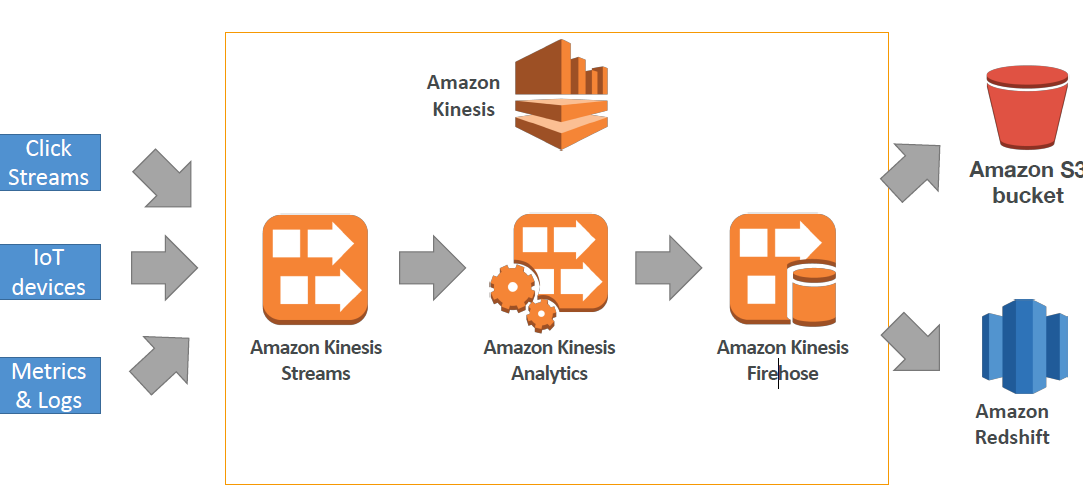 Amazon
Kinesis
Click
Streams
IoT
devices
Metrics
& Logs
Amazon Kinesis
Streams
Amazon Kinesis
Analytics
Amazon Kinesis
Firehose
Amazon S3
bucket
Amazon
Redshift